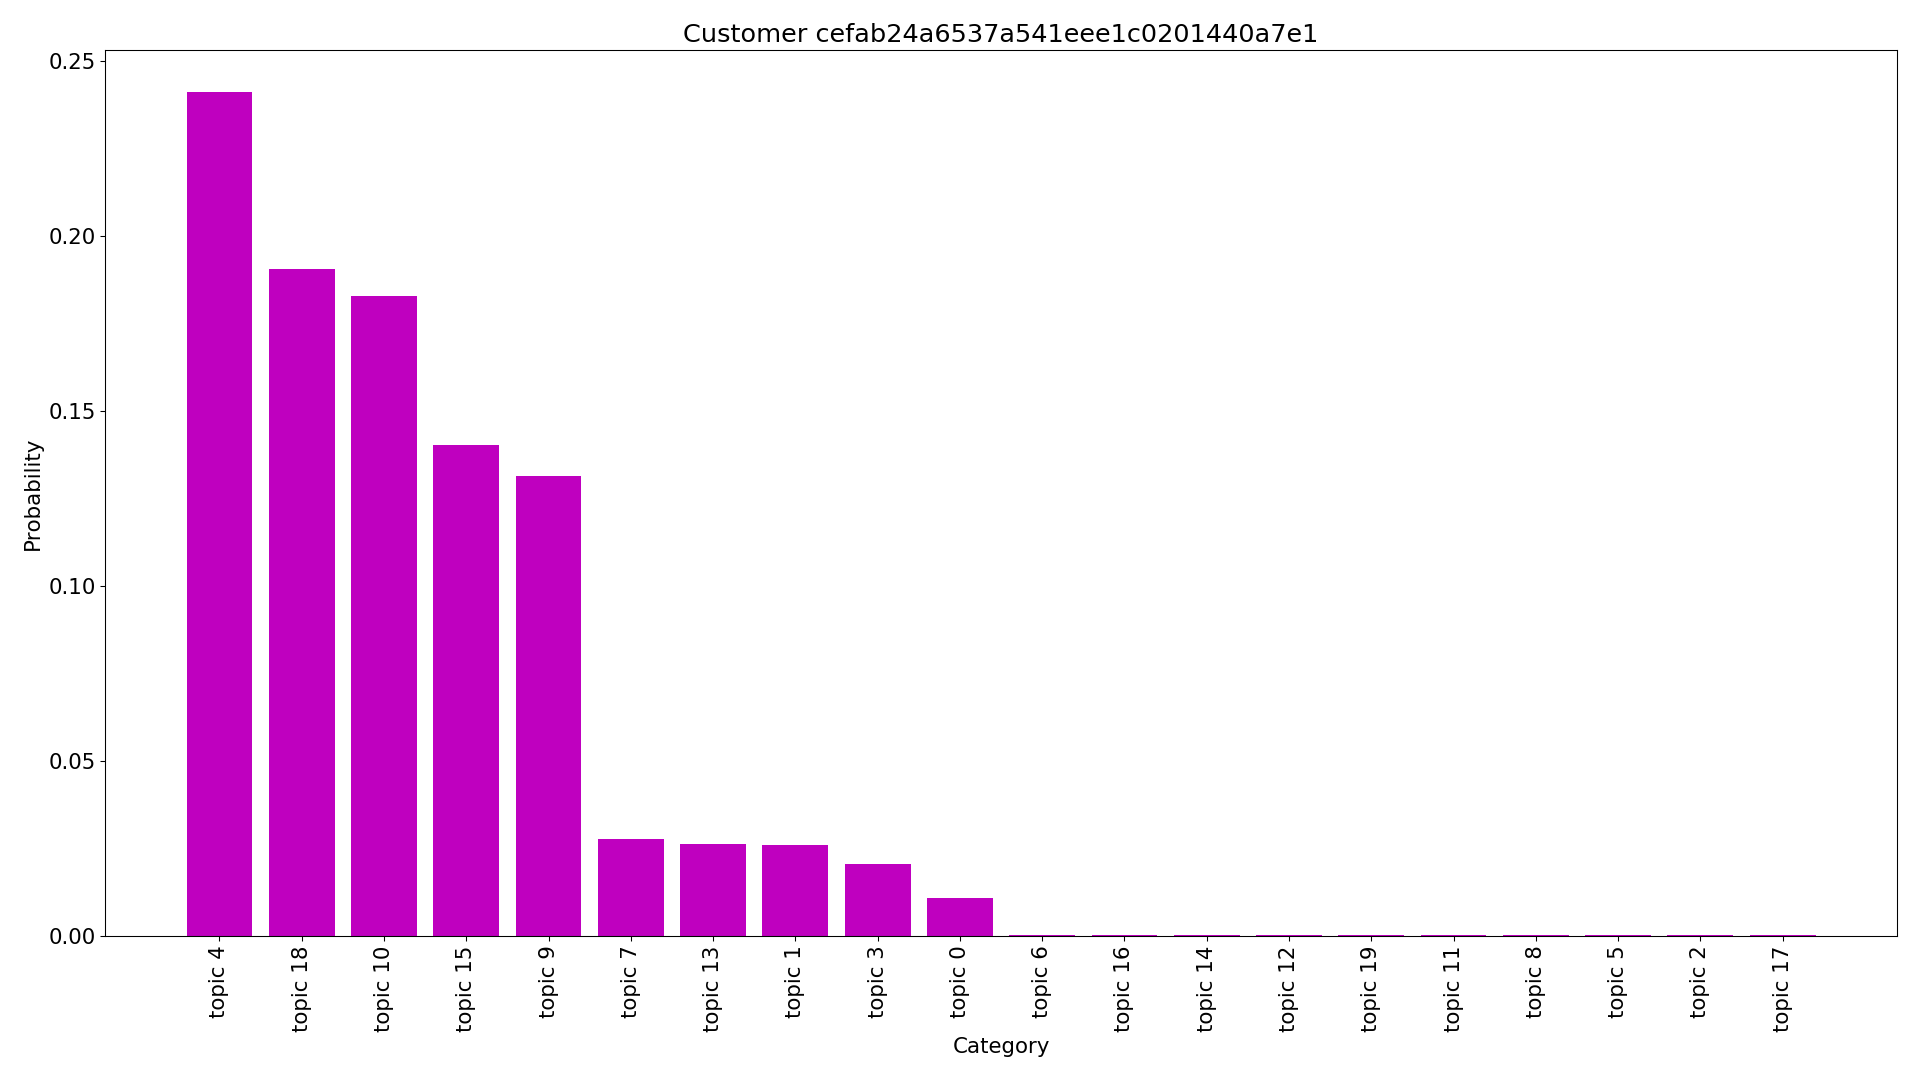 Customer cefab24a6537a541eee1c0201440a7e1
0.25
0.20
0.15
0.10
0.05
0.00
Probability
topic 4
topic 18
topic 10
topic 15
topic 9
topic 7
topic 13
topic 1
topic 3
topic 0
topic 6
topic 16
topic 14
topic 12
topic 19
topic 11
topic 8
topic 5
topic 2
topic 17
Category